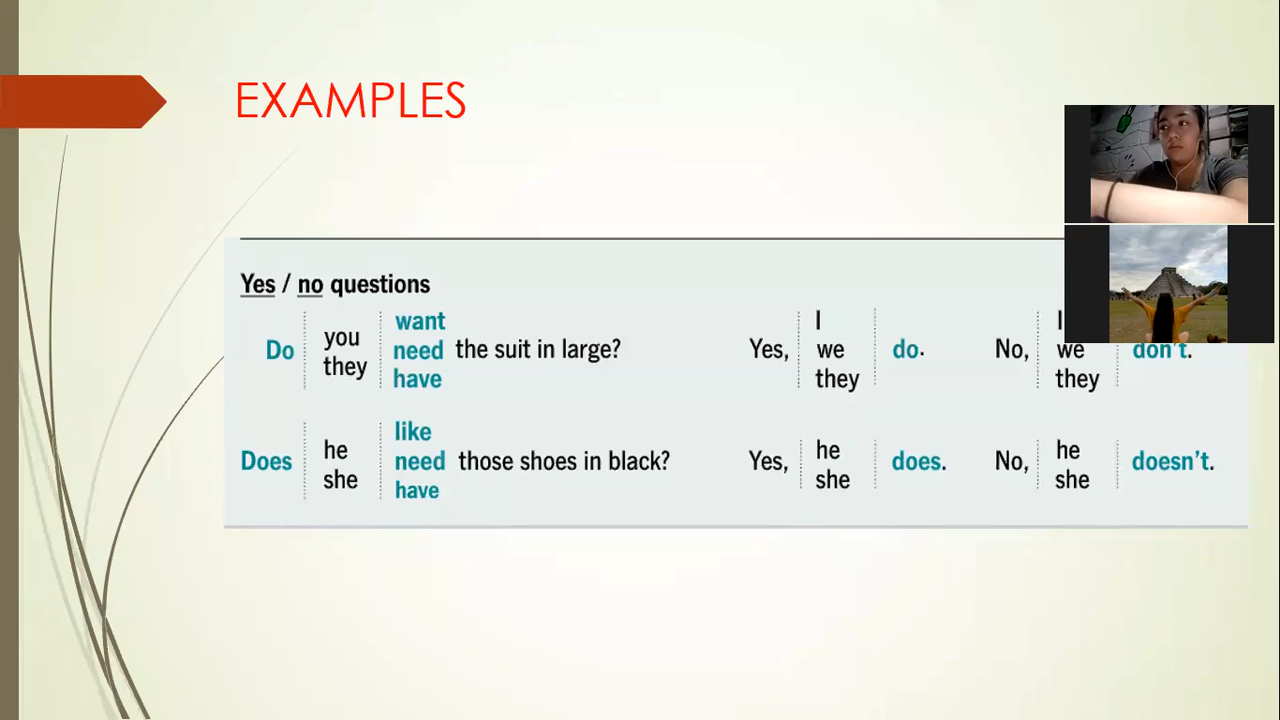 EXAMPLES
Yes / no questions
want
you
Do need the suit in large?
they
have
I
Yes, we do.
they
I
No, we don't.
they
like
he
Does need those shoes in black?
she
have
he
Yes, does.
she
he
No, doesn't.
she